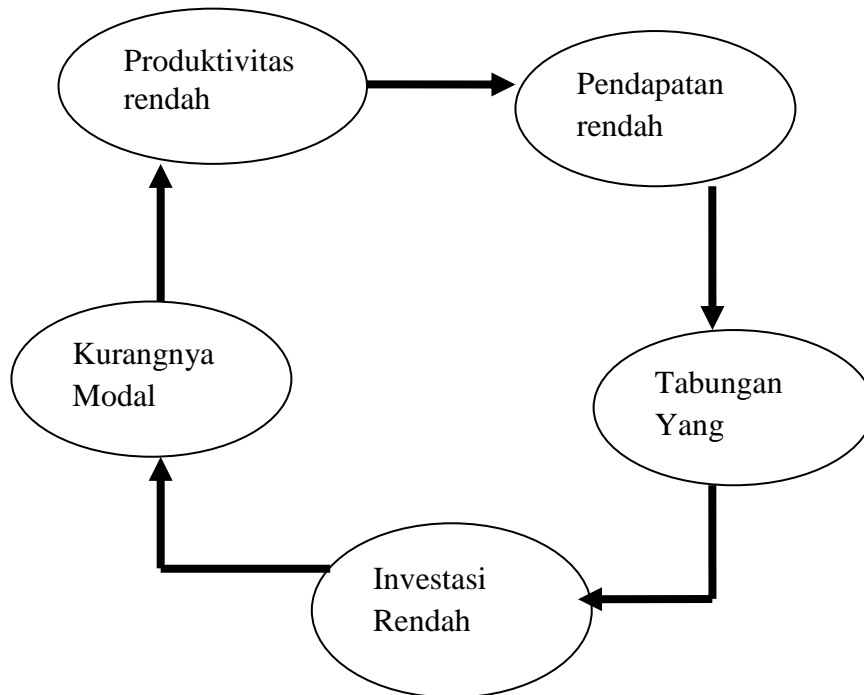 Produktivitas
rendah
Pendapatan
rendah
Tabungan
Yang
Investasi
Rendah
Kurangnya
Modal